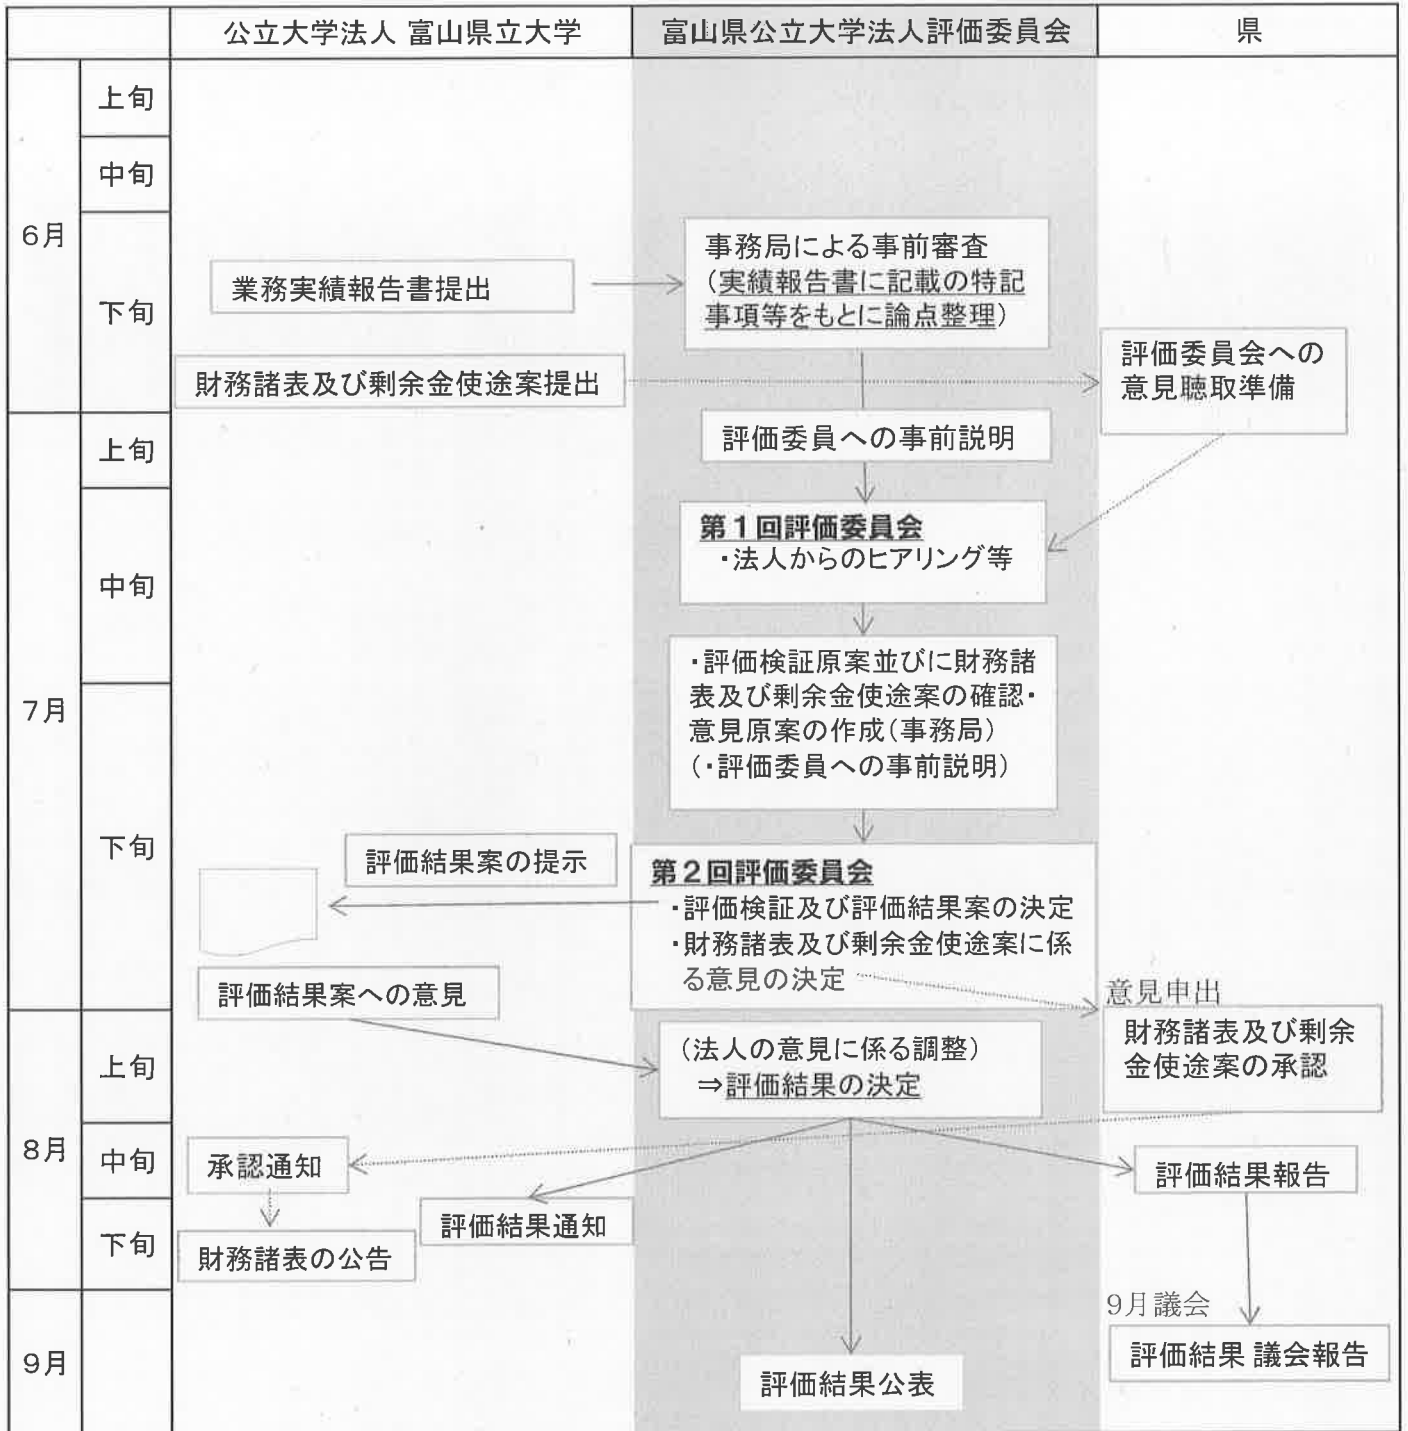 公立大学法人 富山県立大学
富山県公立大学法人評価委員会
県
6月
上旬
中旬
下旬
業務実績報告書提出
事務局による事前審査
（実績報告書に記載の特記
事項等をもとに論点整理）
財務諸表及び剰余金使途案提出
評価委員会への
意見聴取準備
7月
上旬
評価委員への事前説明
中旬
第1回評価委員会
・法人からのヒアリング等
下旬
・評価検証原案並びに財務諸
表及び剰余金使途案の確認・
意見原案の作成（事務局）
（・評価委員への事前説明）
評価結果案の提示
第2回評価委員会
・評価検証及び評価結果案の決定
・財務諸表及び剰余金使途案に係
る意見の決定
評価結果案への意見
意見申出
8月
上旬
（法人の意見に係る調整）
⇒評価結果の決定
財務諸表及び剰余
金使途案の承認
中旬
承認通知
評価結果報告
下旬
評価結果通知
財務諸表の公告
9月
9月議会
評価結果 議会報告
評価結果公表